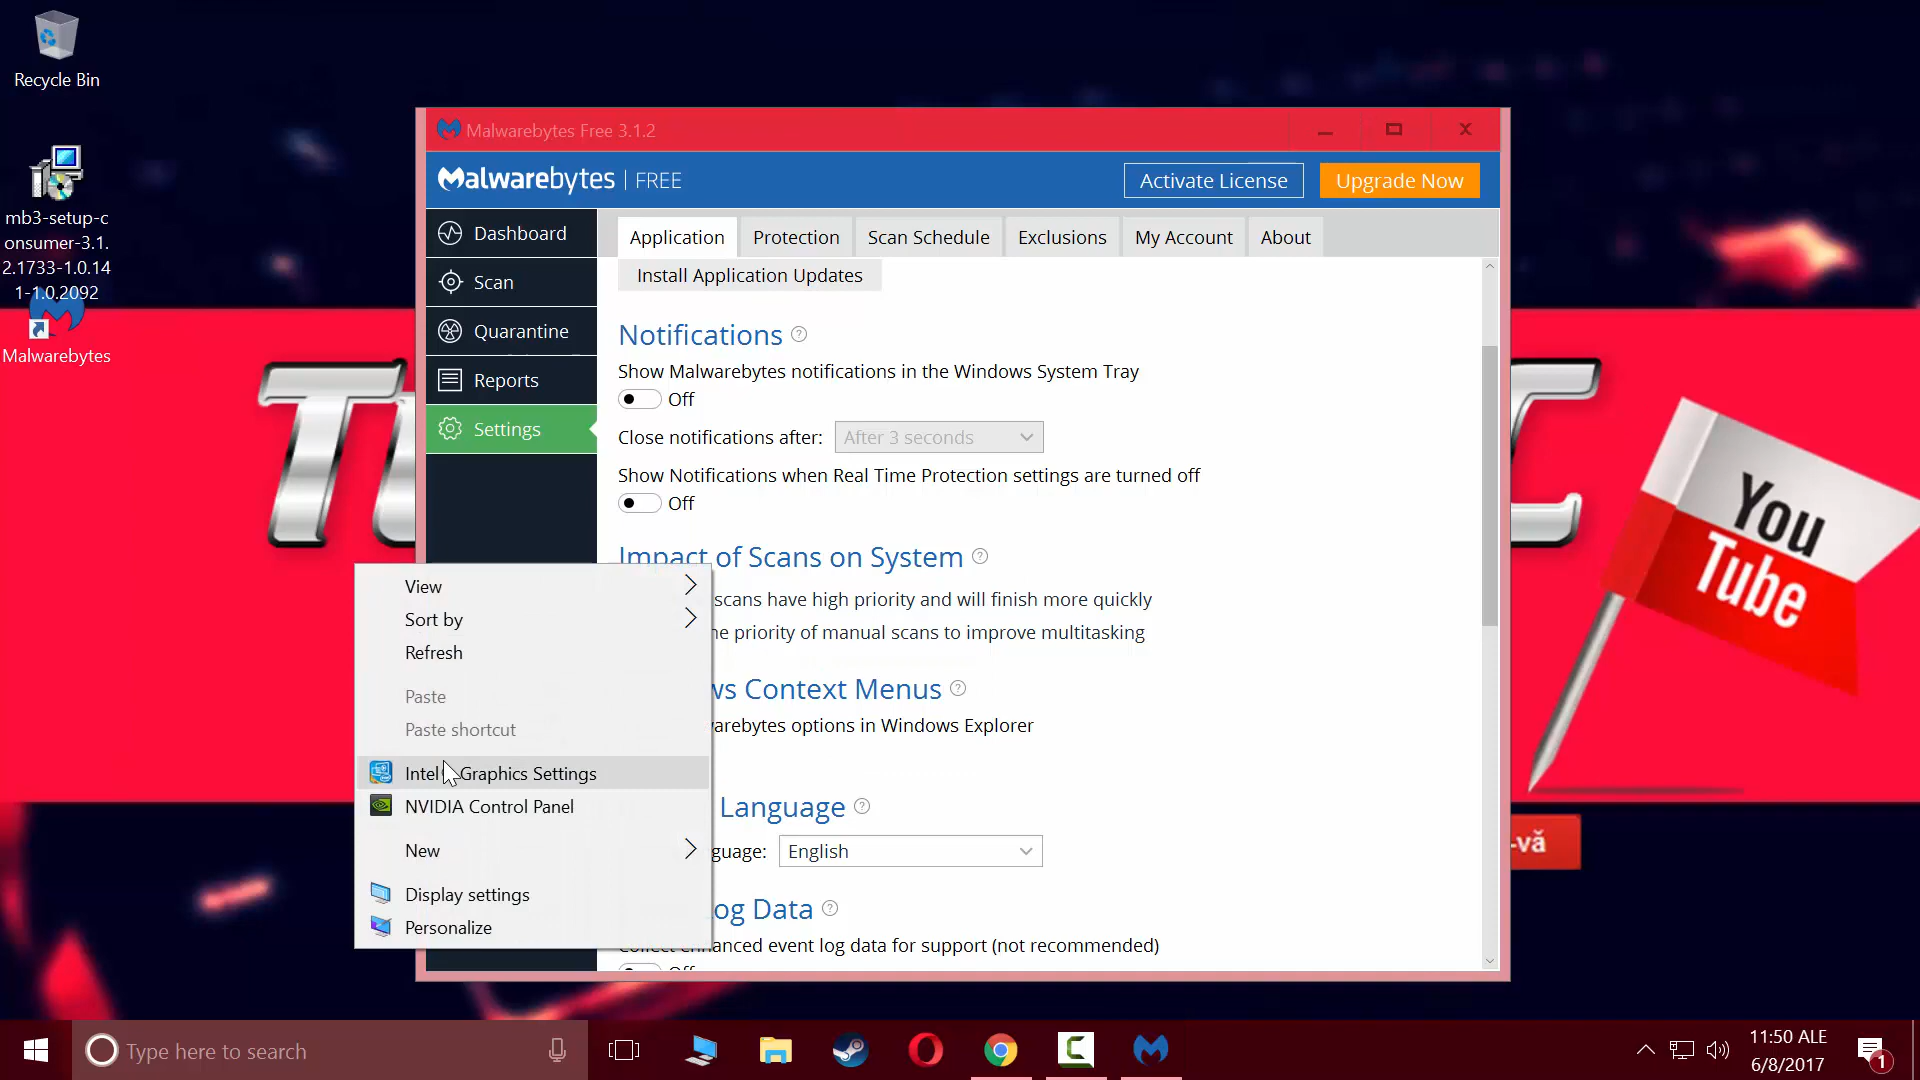 Recycle Bin
mb3-setup-c
onsumer-3.1.
2.1733-1.0.14
1-1.0.2092
Malwarebytes
Malwarebytes Free 3.1.2
Malwarebytes | FREE
Activate License
Upgrade Now
Dashboard
Scan
Quarantine
Reports
Settings
Application
Protection
Scan Schedule
Exclusions
My Account
About
Install Application Updates
Notifications
Show Malwarebytes notifications in the Windows System Tray
Off
Close notifications after:
After 3 seconds
Show Notifications when Real Time Protection settings are turned off
Off
Impact of Scans on System
scans have high priority and will finish more quickly
priority of manual scans to improve multitasking
Context Menus
options in Windows Explorer
Language
English
Data
event log data for support (not recommended)
Off
View
Sort by
Refresh
Paste
Paste shortcut
Intel Graphics Settings
NVIDIA Control Panel
New
Display settings
Personalize
You
Tube
-vă
Type here to search
11:50 ALE
6/8/2017
1